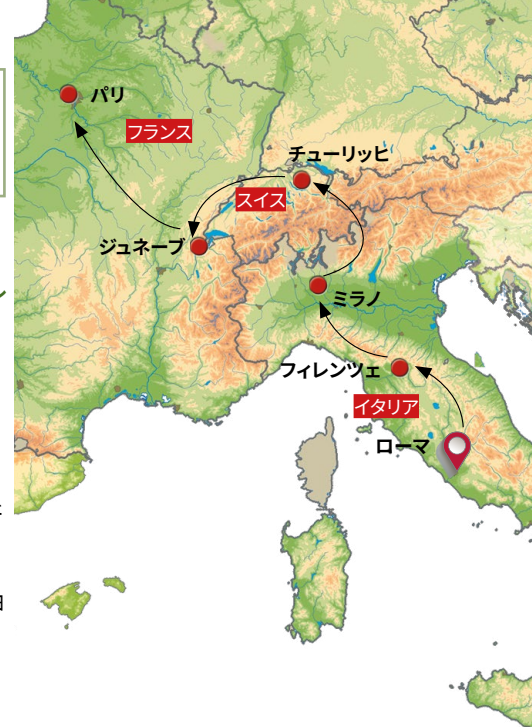 パリ
フランス
チューリッヒ
スイス
ジュネーブ
ミラノ
フィレンツェ
イタリア
ローマ